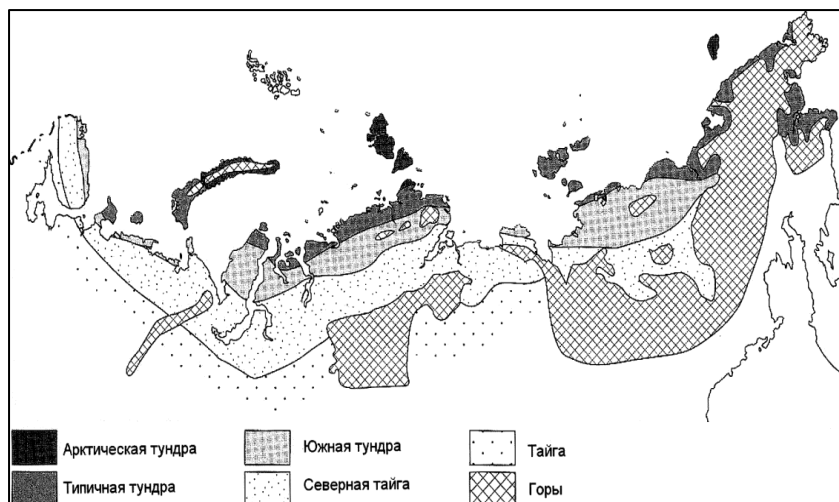 Арктическая тундра
Южная тундра
Тайга
Типичная тундра
Северная тайга
Горы